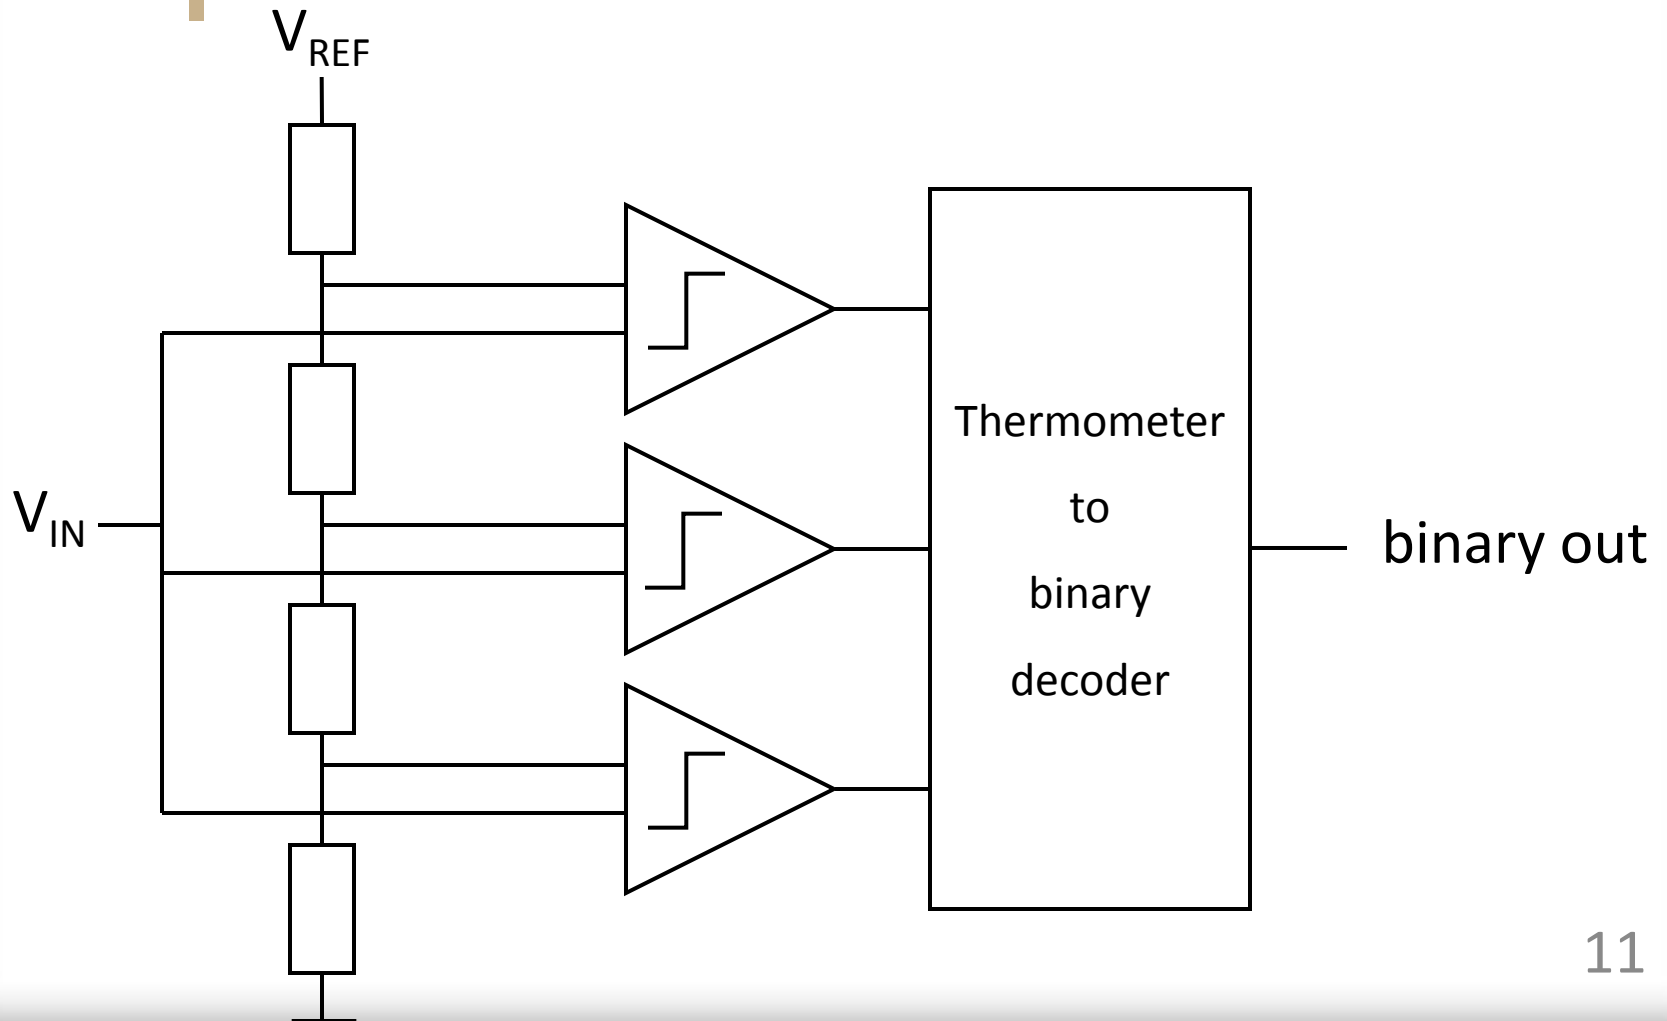 VREF
VIN
Thermometer
to
binary
decoder
binary out
11